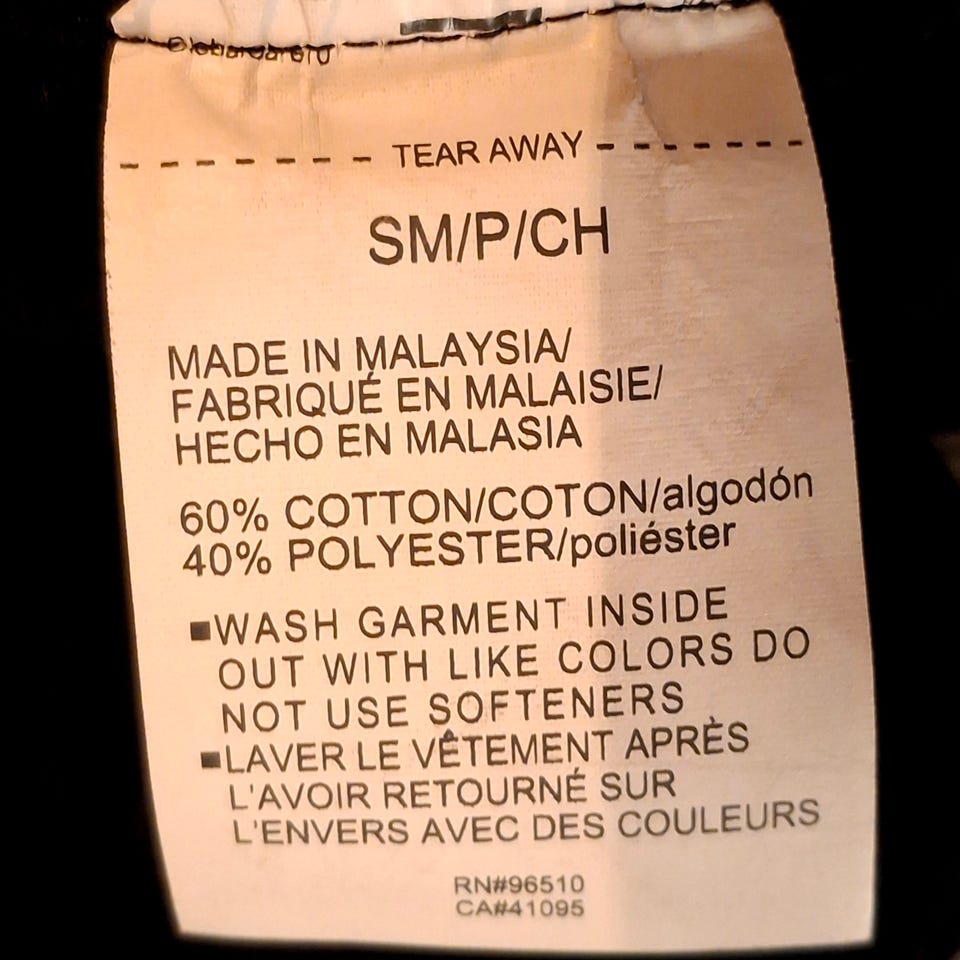 TEAR AWAY
SM/P/CH
MADE IN MALAYSIA/
FABRIQUÉ EN MALAISIE/
HECHO EN MALASIA
60% COTTON/COTON/algodón
40% POLYESTER/poliéster
▪WASH GARMENT INSIDE
OUT WITH LIKE COLORS DO
NOT USE SOFTENERS
▪LAVER LE VÊTEMENT APRÈS
L'AVOIR RETOURNÉ SUR
L'ENVERS AVEC DES COULEURS
RN#96510
CA#41095